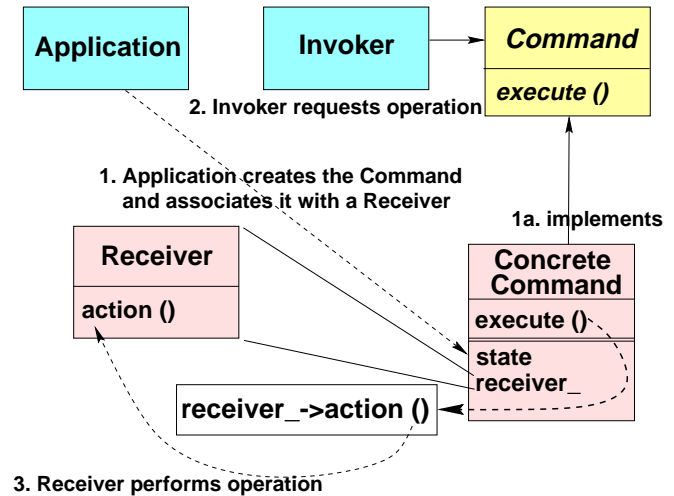 Application
Invoker
Command
execute ()
2. Invoker requests operation
1. Application creates the Command
and associates it with a Receiver
1a. implements
Receiver
action ()
Concrete
Command
execute ()
state
receiver_
receiver_->action ()
3. Receiver performs operation